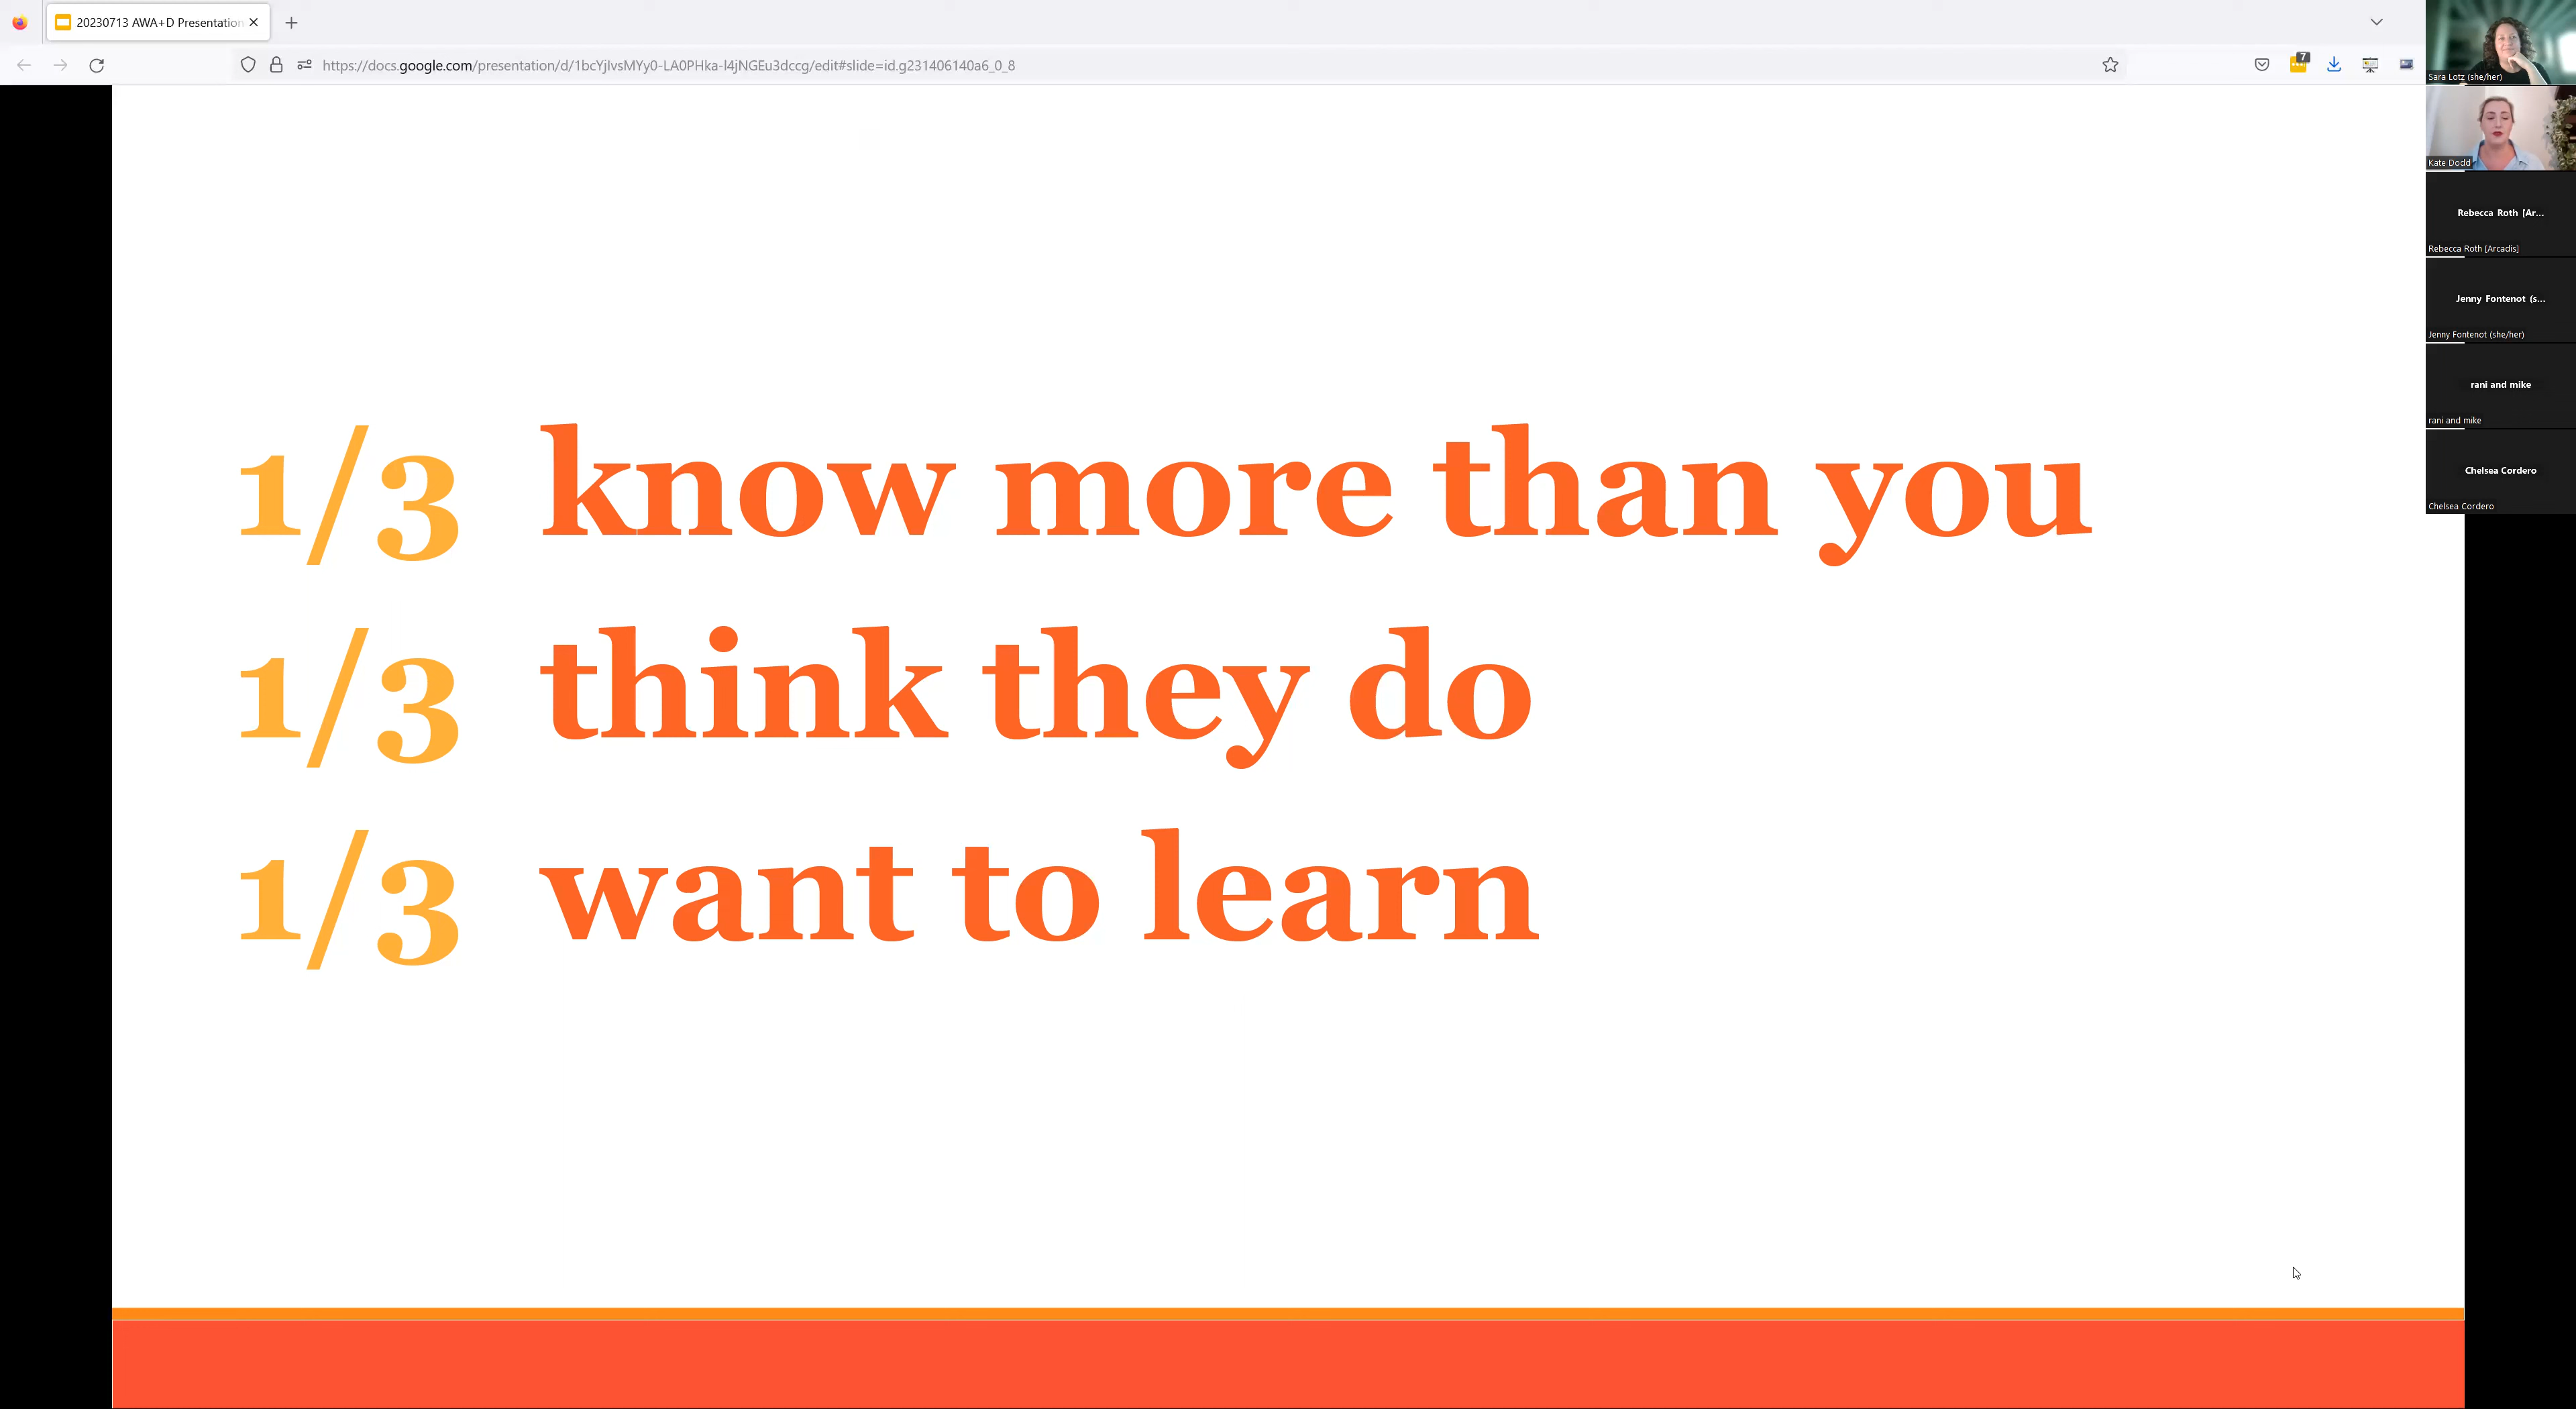 20230713 AWA+D Presentation
https://docs.google.com/presentation/d/1bcYjlvsMYy0-LA0PHka-l4jNGEu3dccg/edit#slide=id.g231406140a6_0_8
7
Sara Lotz (she/her)
Kate Dodd
Rebecca Roth [Ar...
Rebecca Roth [Arcadis]
Jenny Fontenot (s...
Jenny Fontenot (she/her)
rani and mike
rani and mike
Chelsea Cordero
Chelsea Cordero
1/3 know more than you
1/3 think they do
1/3 want to learn